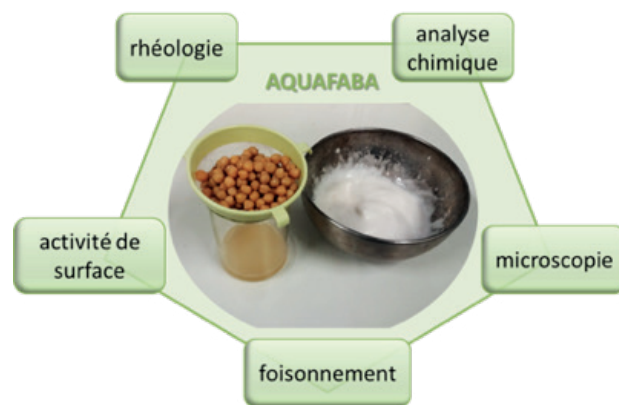 rhéologie
analyse
chimique
AQUAFABA
activité de
surface
microscopie
foisonnement